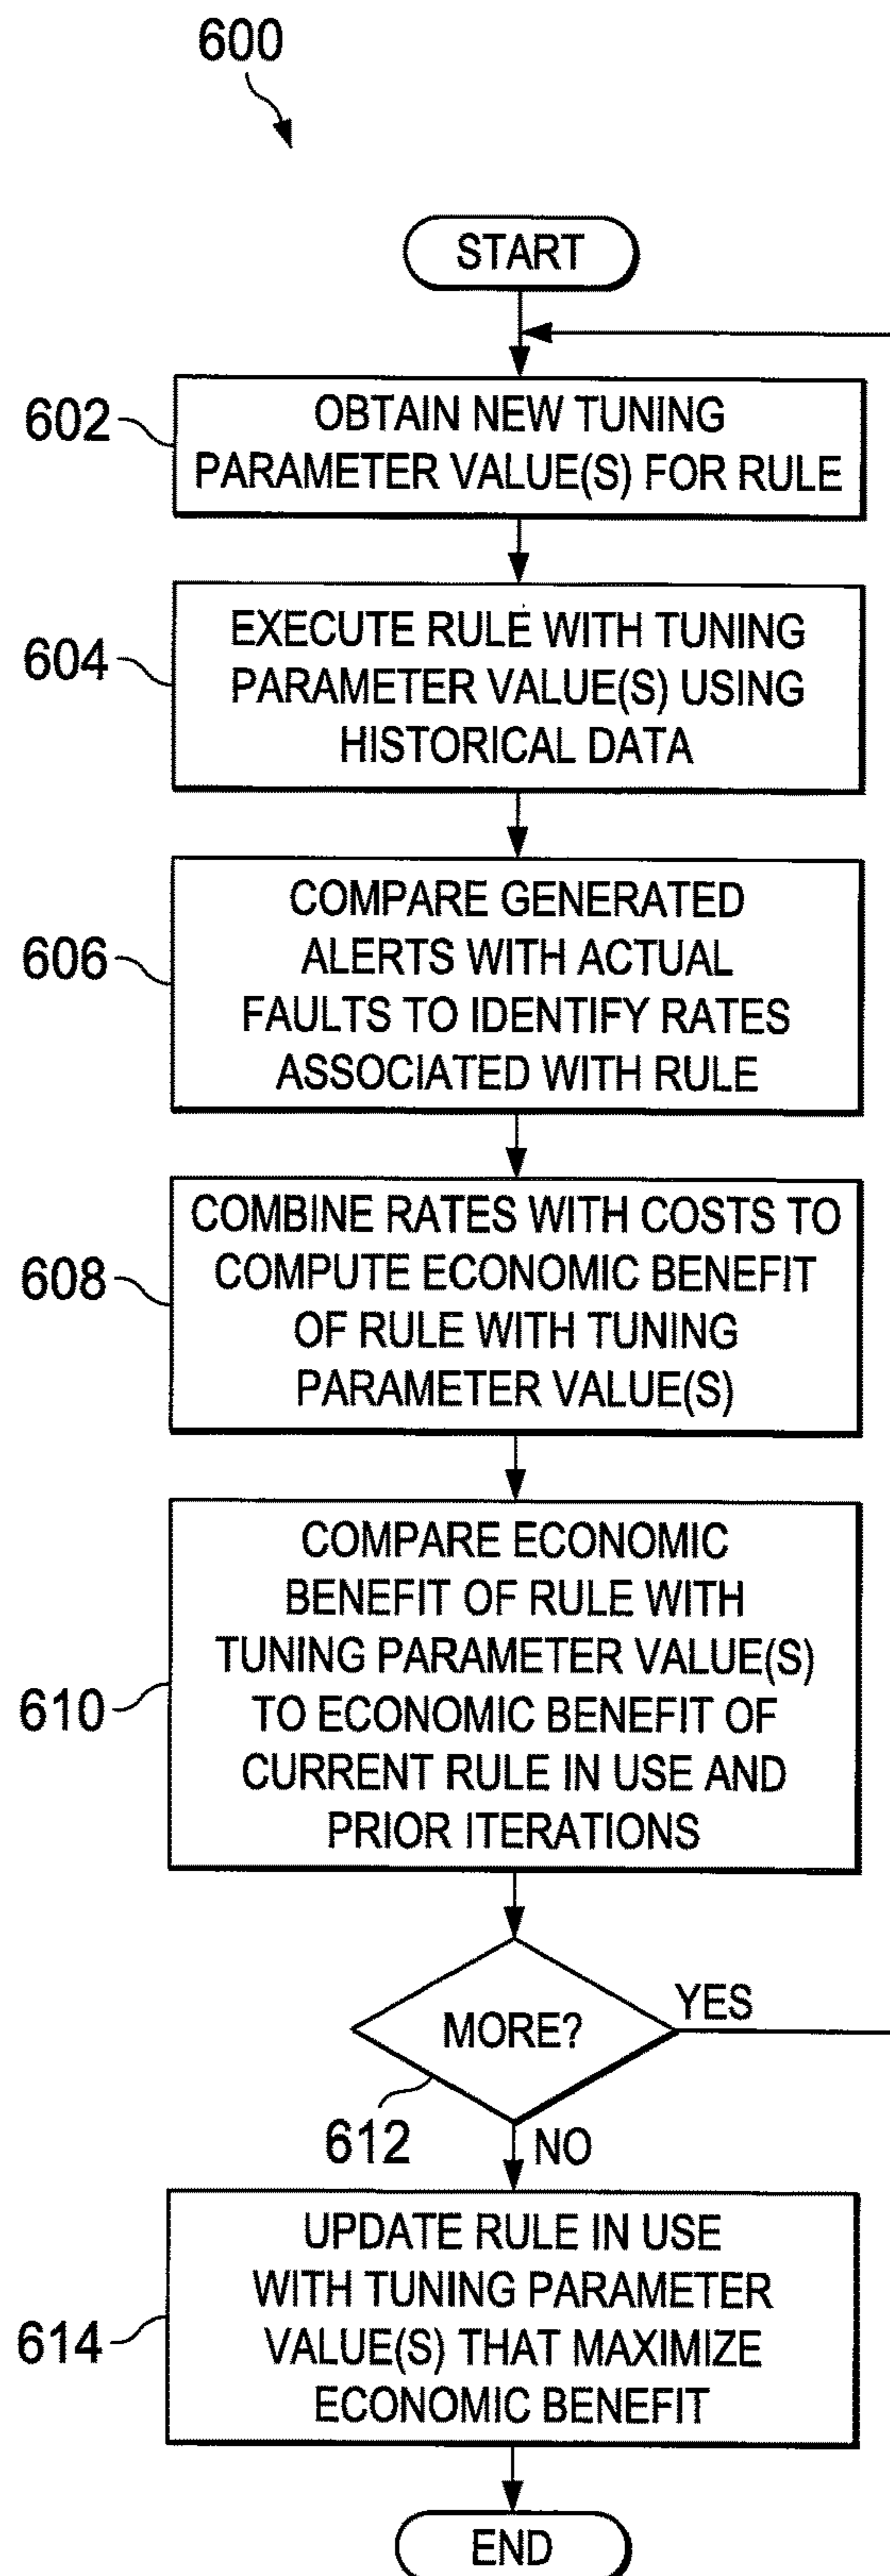 600
START
602
OBTAIN NEW TUNING
PARAMETER VALUE(S) FOR RULE
604
EXECUTE RULE WITH TUNING
PARAMETER VALUE(S) USING
HISTORICAL DATA
606
COMPARE GENERATED
ALERTS WITH ACTUAL
FAULTS TO IDENTIFY RATES
ASSOCIATED WITH RULE
608
COMBINE RATES WITH COSTS TO
COMPUTE ECONOMIC BENEFIT
OF RULE WITH TUNING
PARAMETER VALUE(S)
610
COMPARE ECONOMIC
BENEFIT OF RULE WITH
TUNING PARAMETER VALUE(S)
TO ECONOMIC BENEFIT OF
CURRENT RULE IN USE AND
PRIOR ITERATIONS
MORE?
YES
612
NO
614
UPDATE RULE IN USE
WITH TUNING PARAMETER
VALUE(S) THAT MAXIMIZE
ECONOMIC BENEFIT
END